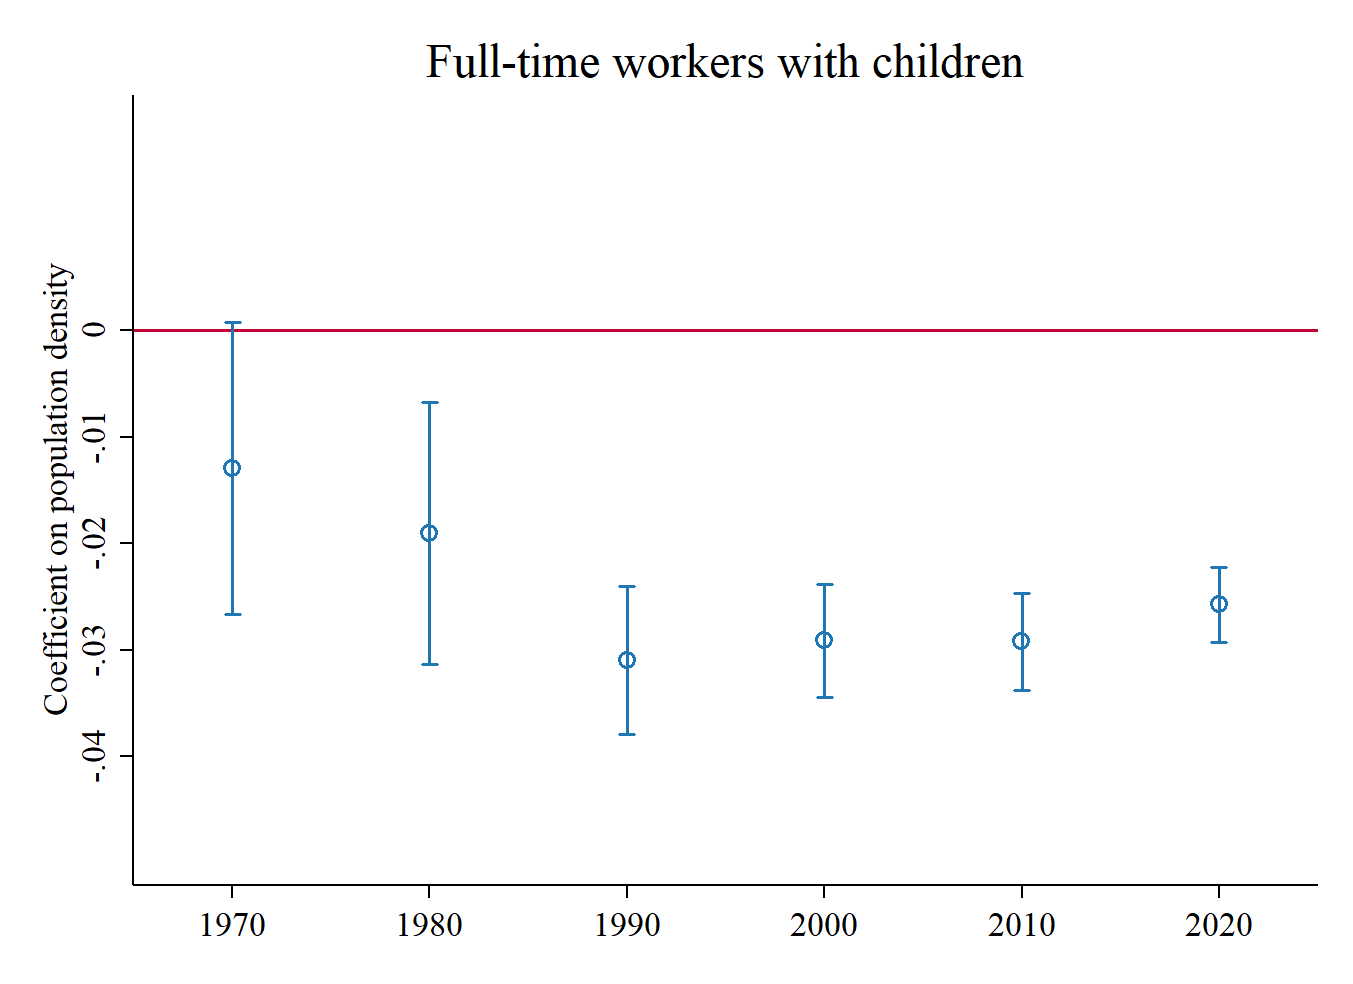 Full-time workers with children
Coefficient on population density
0
-.01
-.02
-.03
-.04
1970 1980 1990 2000 2010 2020